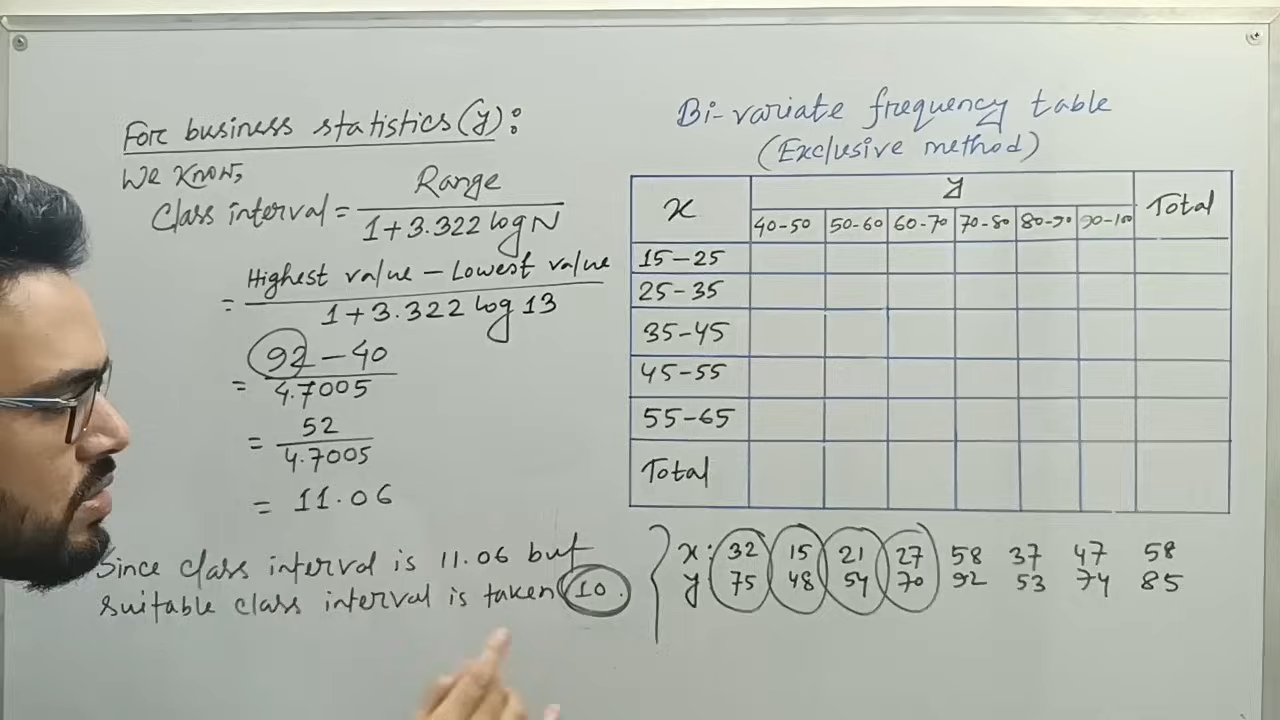 For business statistics (y):
We know,
Class interval = Range / 1+3.322 log N
= Highest value - Lowest value / 1+3.322 log 13
= 92 - 40 / 4.7005
= 52 / 4.7005
= 11.06
Since class interval is 11.06 but
suitable class interval is taken 10.
Bi-variate frequency table
(Exclusive method)
x y Total
40-50 50-60 60-70 70-80 80-90 90-100
15-25
25-35
35-45
45-55
55-65
Total
x: 32 15 21 27 58 37 47 58
y 75 48 54 70 92 53 74 85